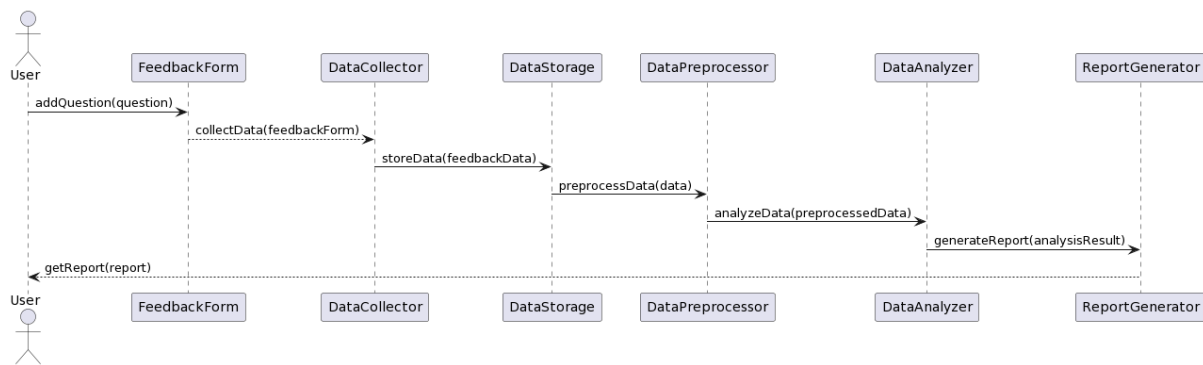 User
FeedbackForm
DataCollector
DataStorage
DataPreprocessor
DataAnalyzer
ReportGenerator
addQuestion(question)
collectData(feedbackForm)
storeData(feedbackData)
preprocessData(data)
analyzeData(preprocessedData)
generateReport(analysisResult)
getReport(report)
User
FeedbackForm
DataCollector
DataStorage
DataPreprocessor
DataAnalyzer
ReportGenerator